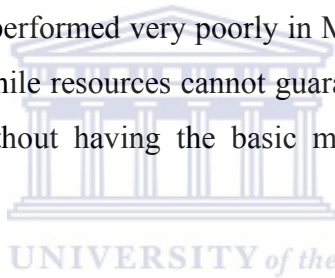 performed very poorly in M
hile resources cannot guara
thout having the basic m
UNIVERSITY of the